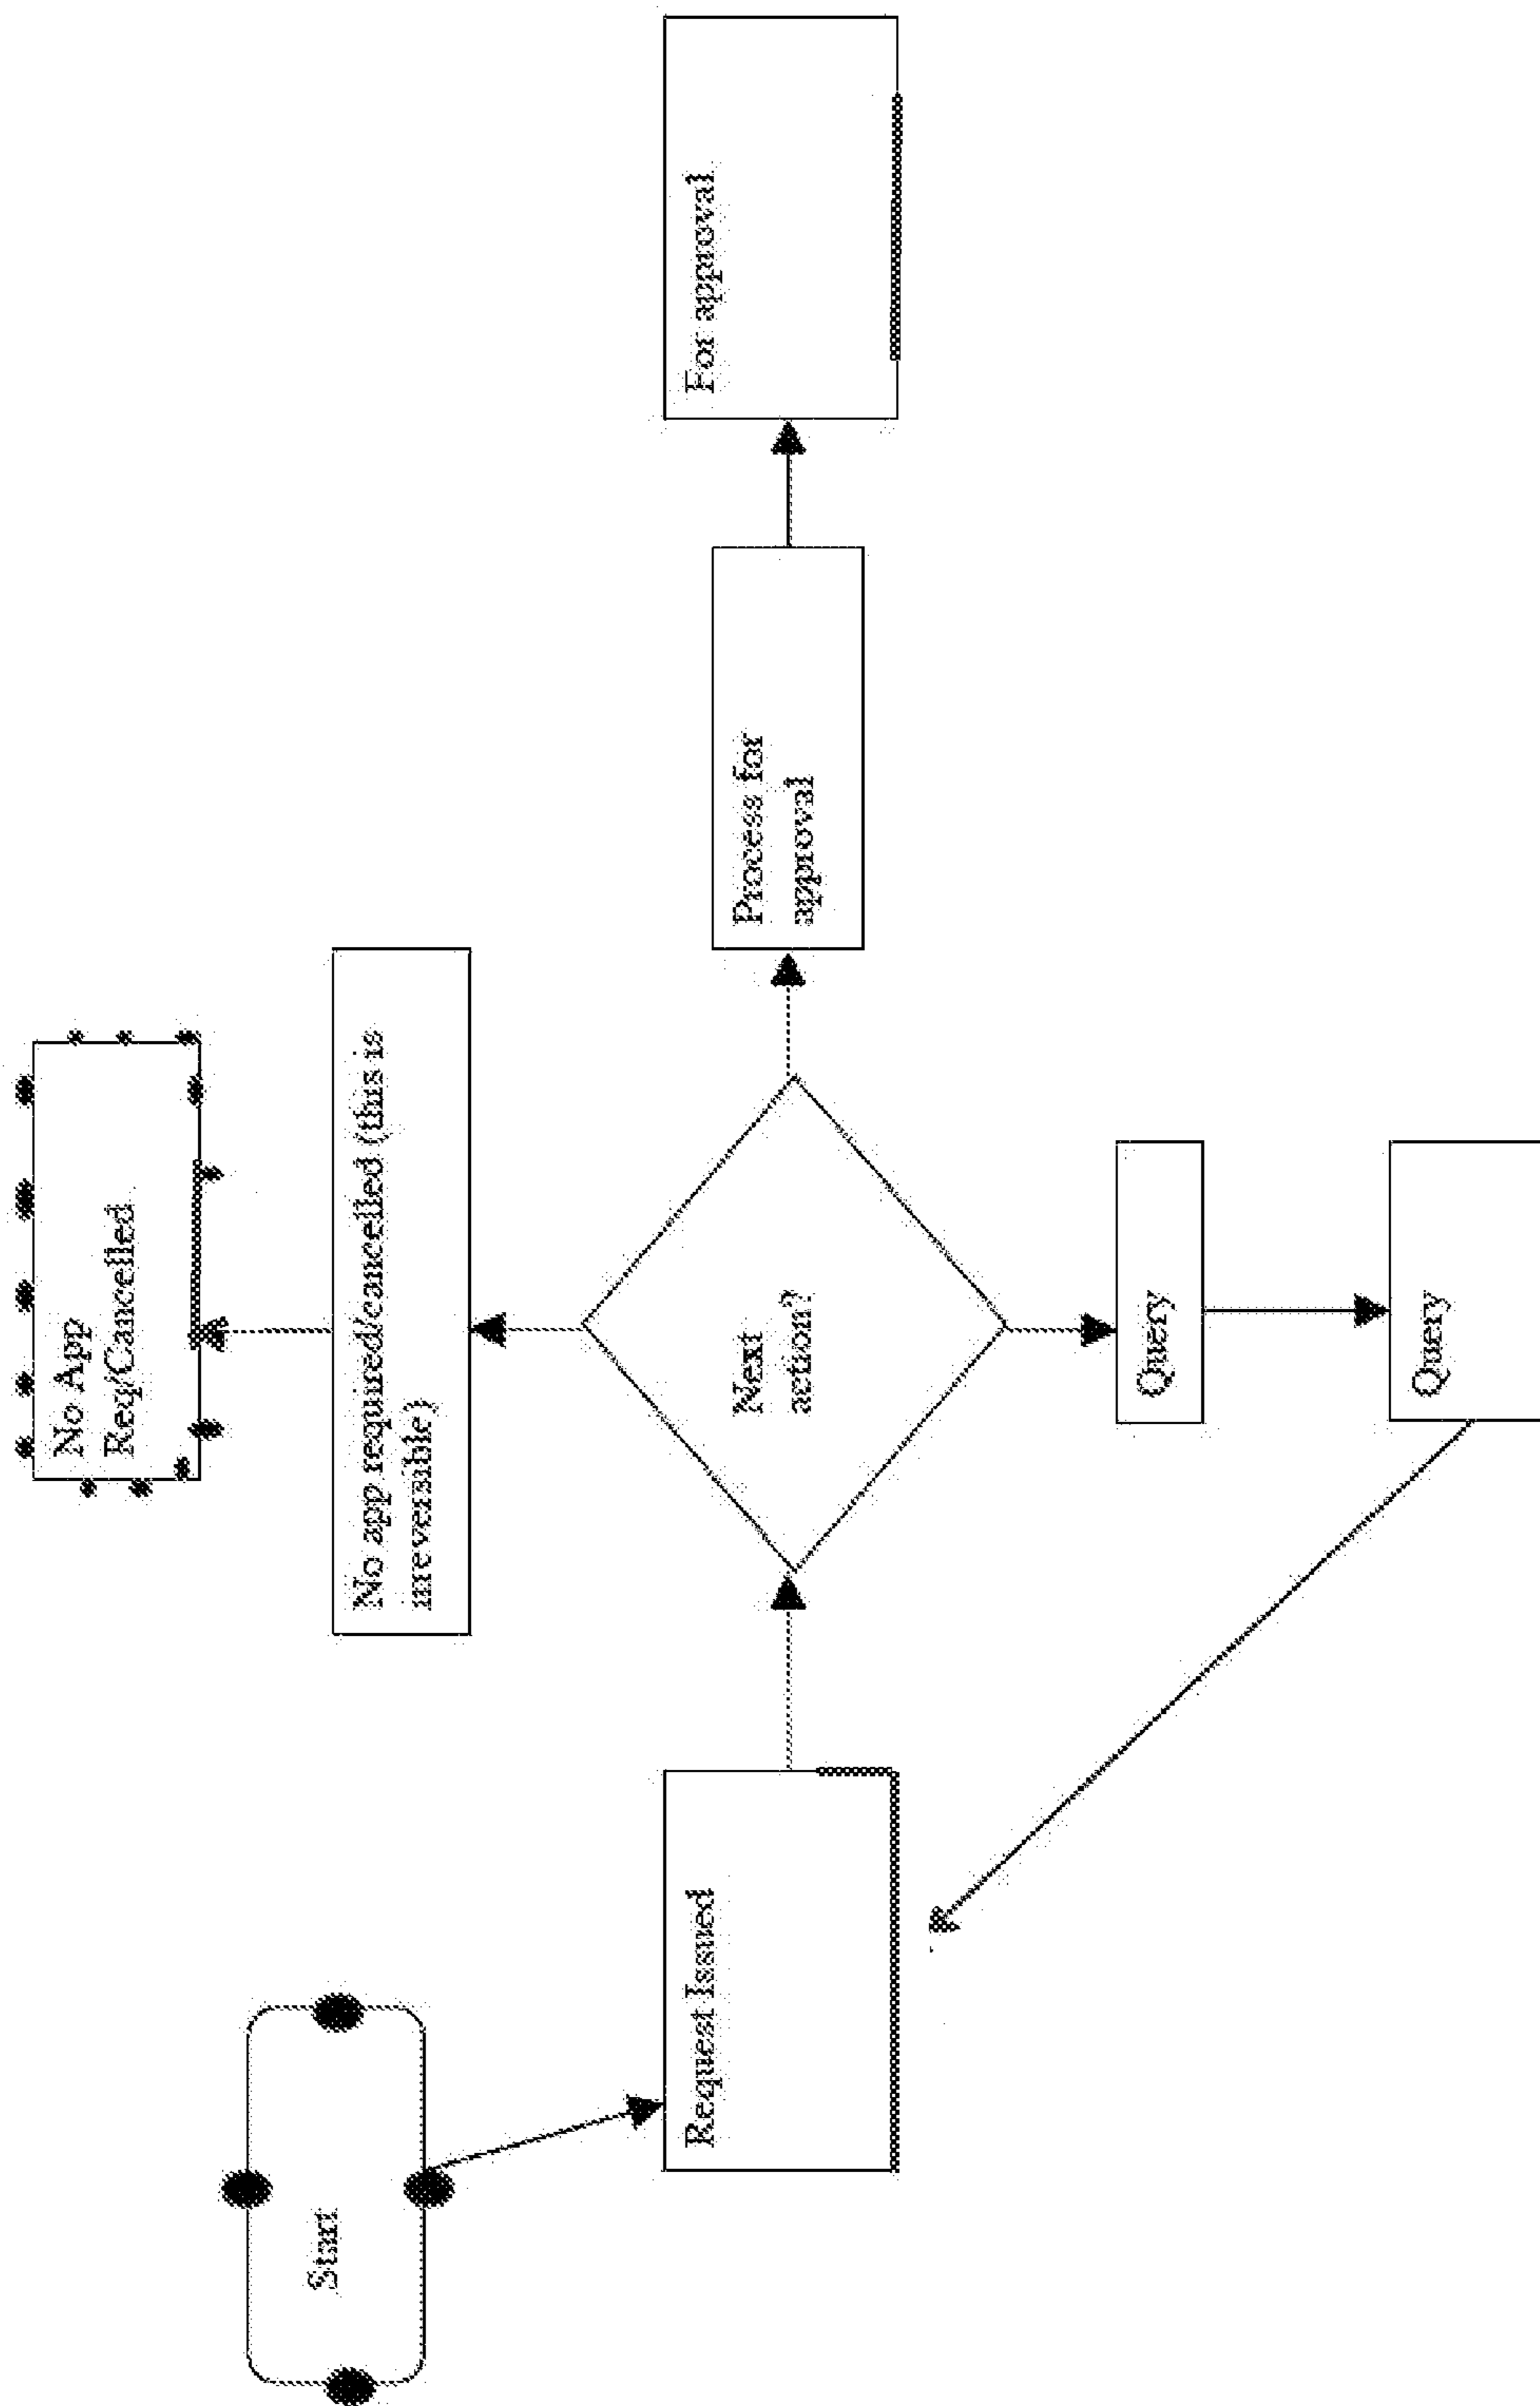 Start
Request Issued
Next
action?
No app required/cancelled (this is
irreversible)
No App
Req/Cancelled
Process for
approval
For approval
Query
Query